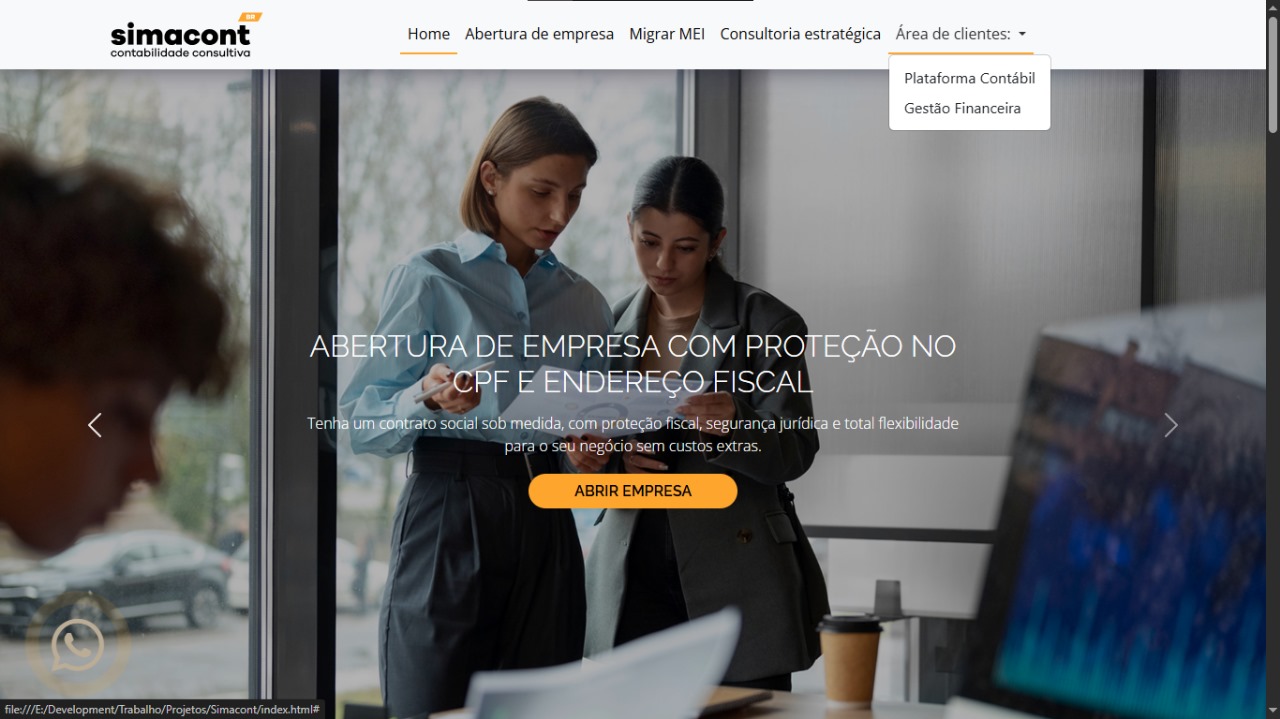 BR
simacont
contabilidade consultiva
Home Abertura de empresa Migrar MEI Consultoria estratégica Área de clientes:
Plataforma Contábil
Gestão Financeira
ABERTURA DE EMPRESA COM PROTEÇÃO NO
CPF E ENDEREÇO FISCAL
Tenha um contrato social sob medida, com proteção fiscal, segurança jurídica e total flexibilidade
para o seu negócio sem custos extras.
ABRIR EMPRESA
file:///E:/Development/Trabalho/Projetos/Simacont/index.html#